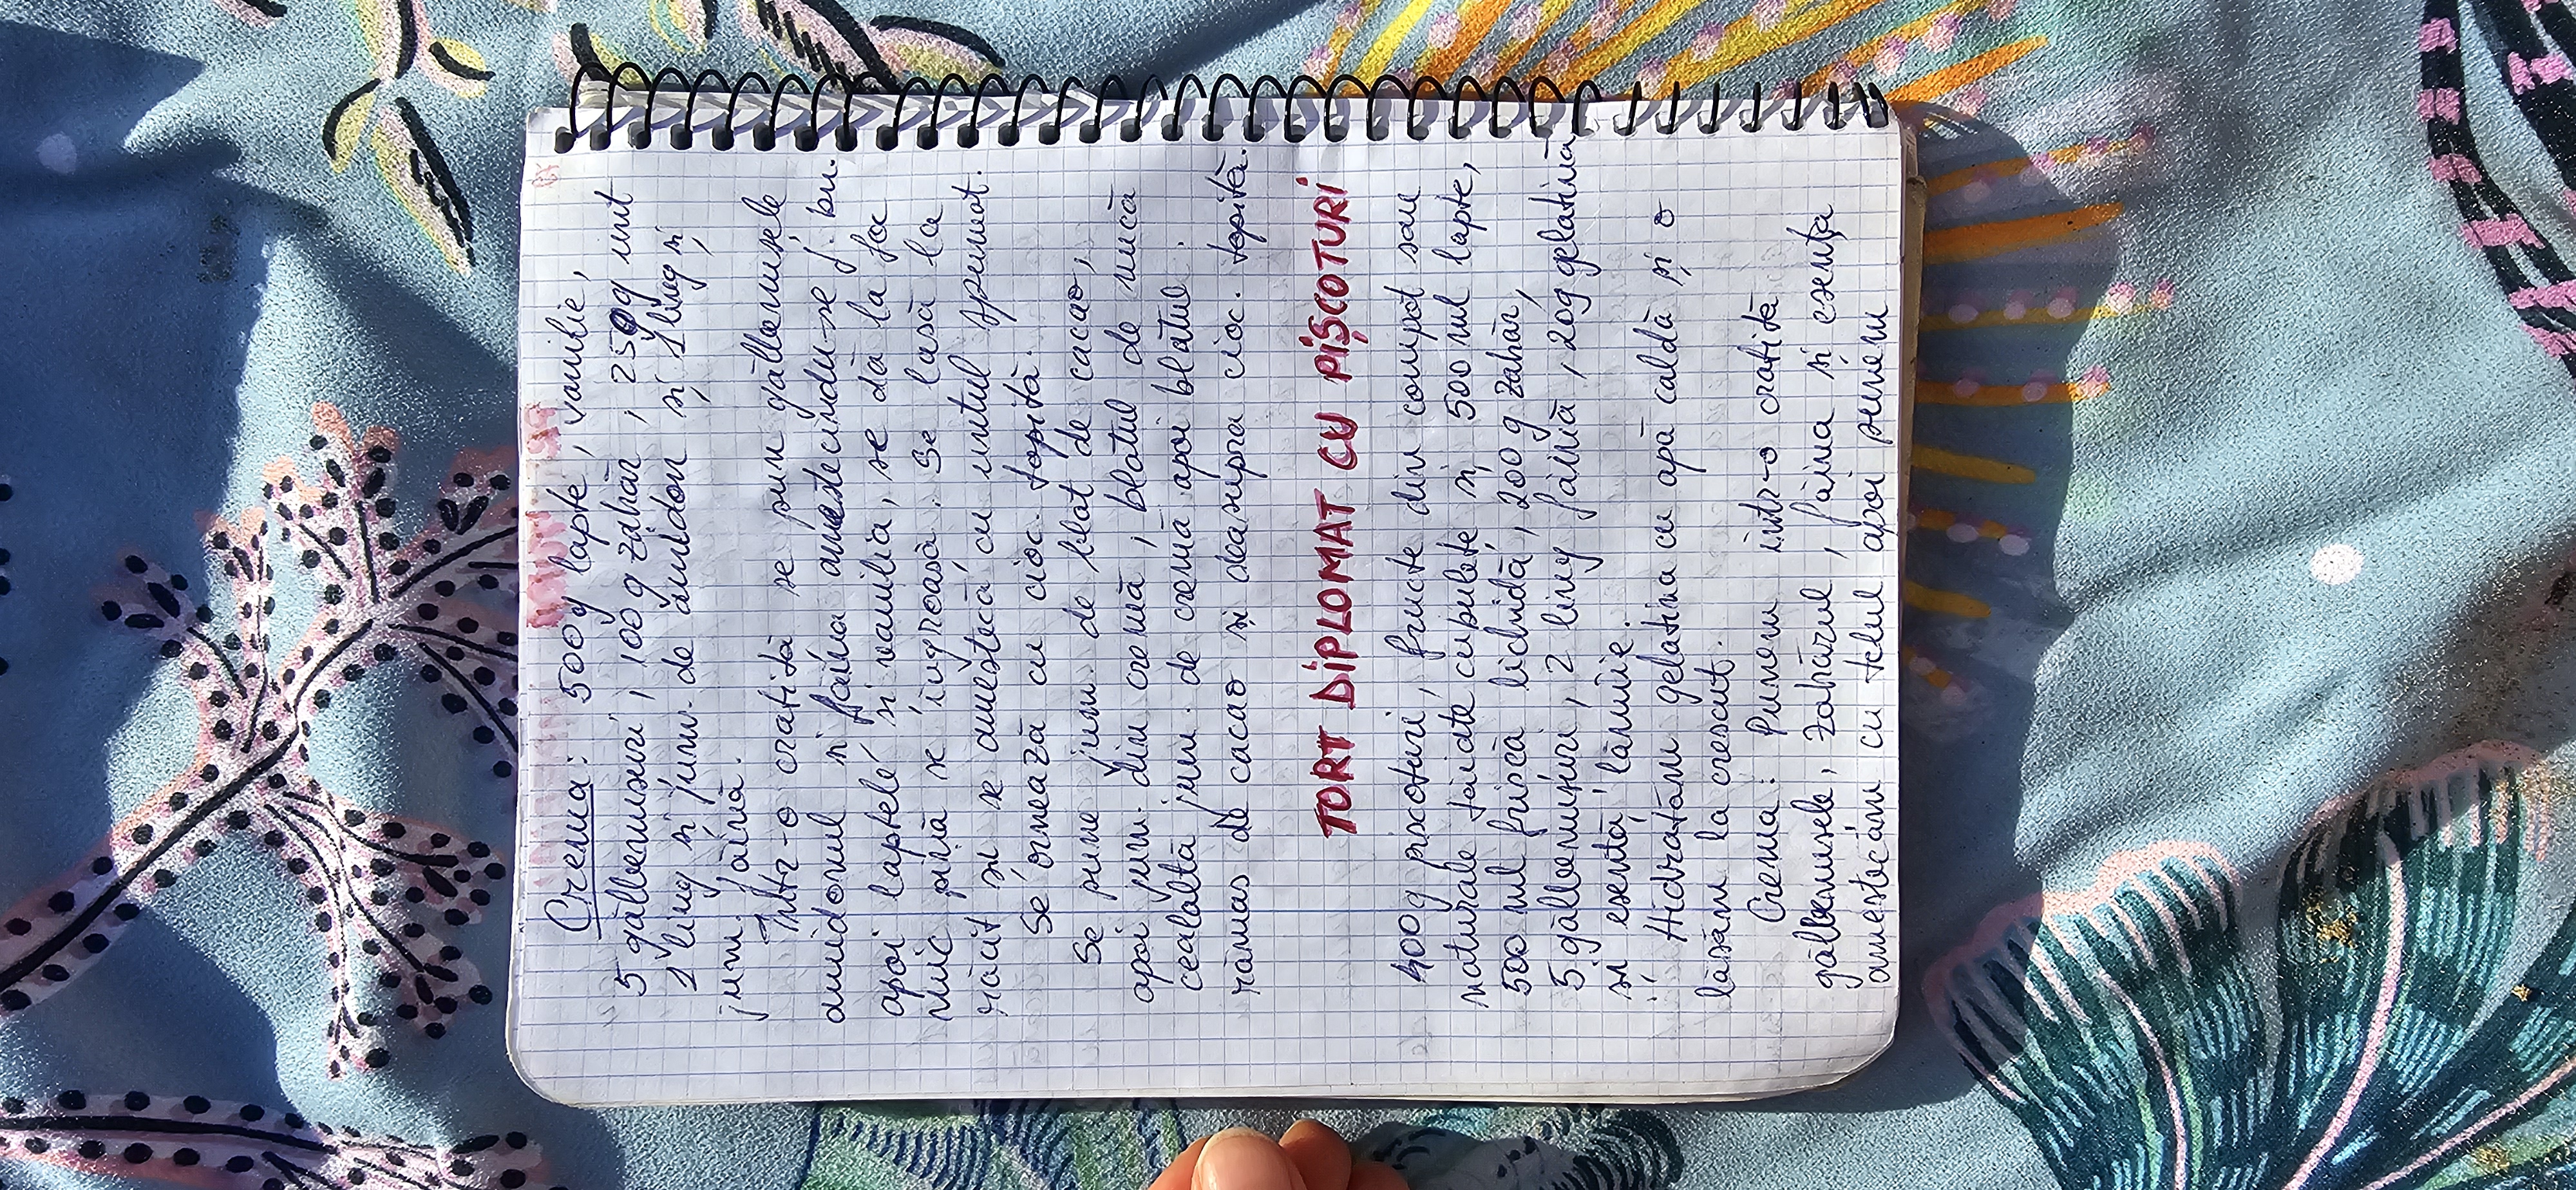 Crema: 500g lapte, vanilie,
5 gălbenușuri, 100g zahăr, 250g unt
1 ling și jum. de amidon și 1 ling și
jum. făină.
Într-o cratiță se pun gălbenușele
amidonul și făina amestecîndu-se f. bn.
apoi laptele și vanilia, se dă la foc
mic pînă se îngroașă. Se lasă la
răcit și se amestecă cu untul spumat.
Se ornează cu cioc. topită.
Se pune jum. de blat de cacao,
apoi jum. din cremă, blatul de nucă
cealaltă jum. de cremă apoi blatul
rămas de cacao și deasupra cioc. topită.
TORT DIPLOMAT CU PIȘCOTURI
400g pișcoturi, fructe din compot sau
naturale tăiate cubulețe și 500 ml lapte,
500 ml frișcă lichidă, 200g zahăr,
5 gălbenușuri, 2 ling făină, 20g gelatină
și esență lămîie.
Hidratăm gelatina cu apă caldă și o
lăsăm la crescut.
Crema: Punem într-o cratiță
gălbenușele, zahărul, făina și esența
amestecăm cu telul apoi punem